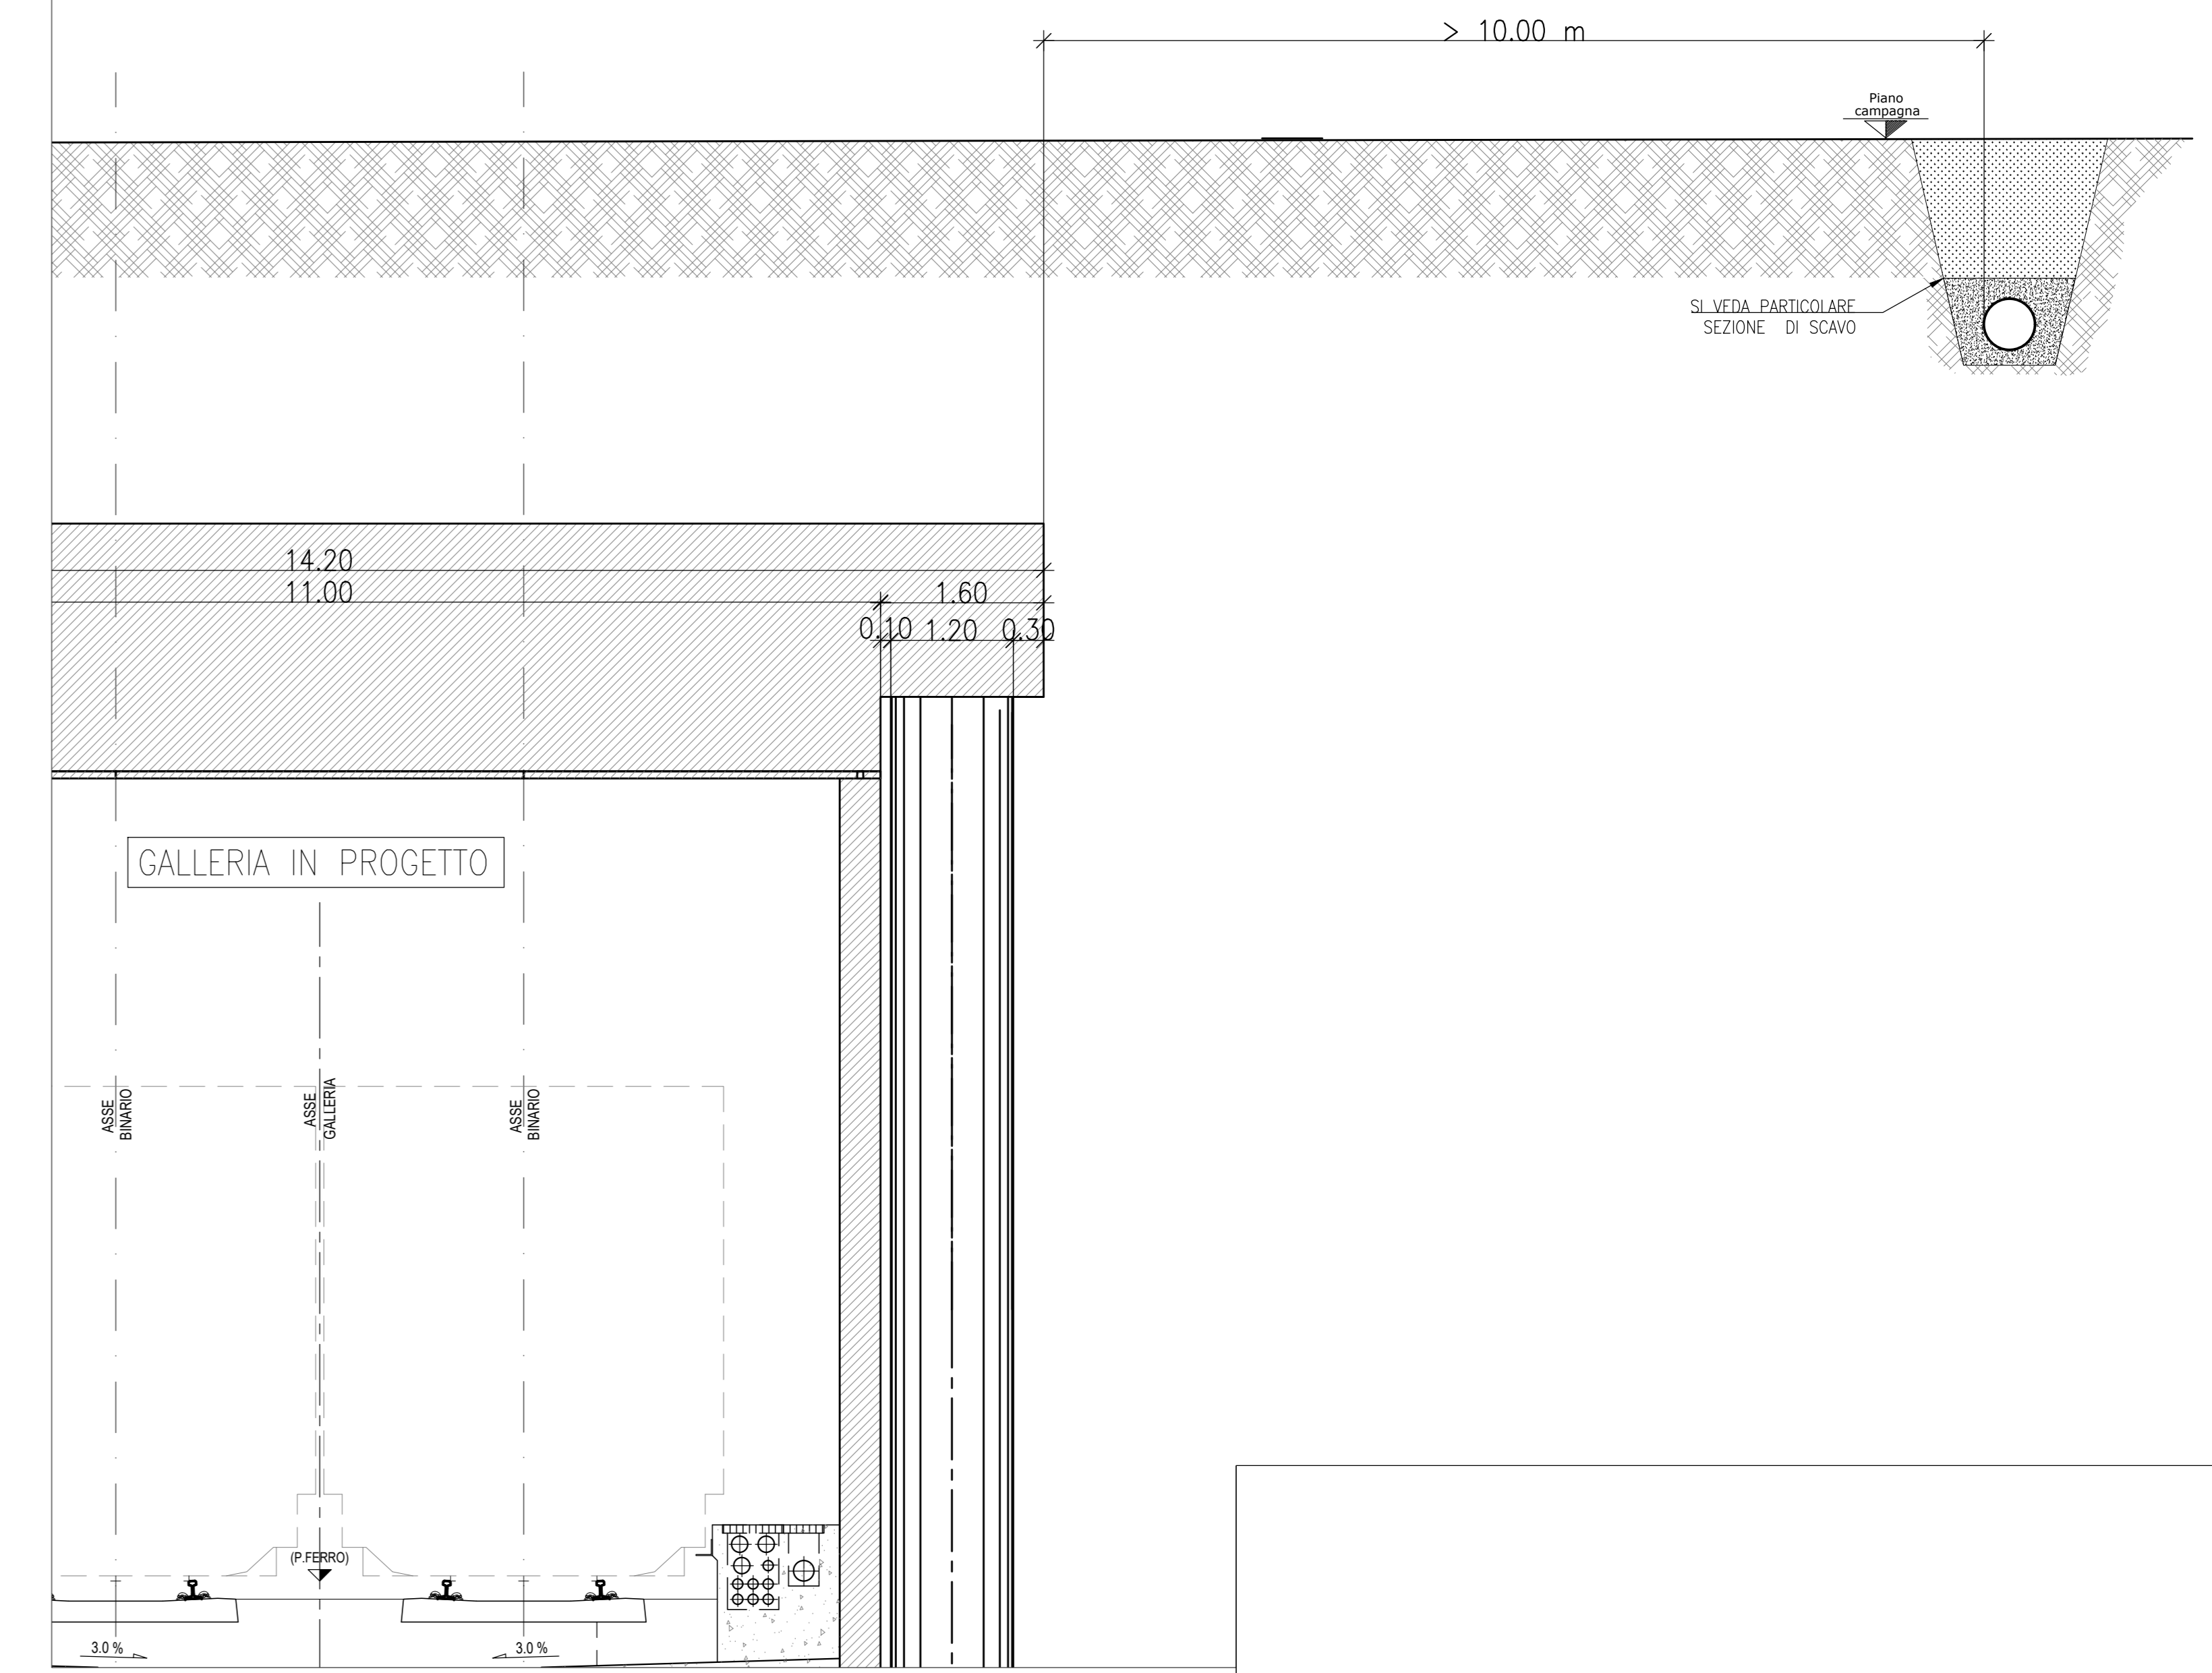 > 10.00 m
Piano
campagna
SI VEDA PARTICOLARE
SEZIONE DI SCAVO
14.20
11.00
1.60
0.10
1.20
0.30
GALLERIA IN PROGETTO
ASSE
BINARIO
ASSE
GALLERIA
ASSE
BINARIO
(P.FERRO)
3.0 %
3.0 %